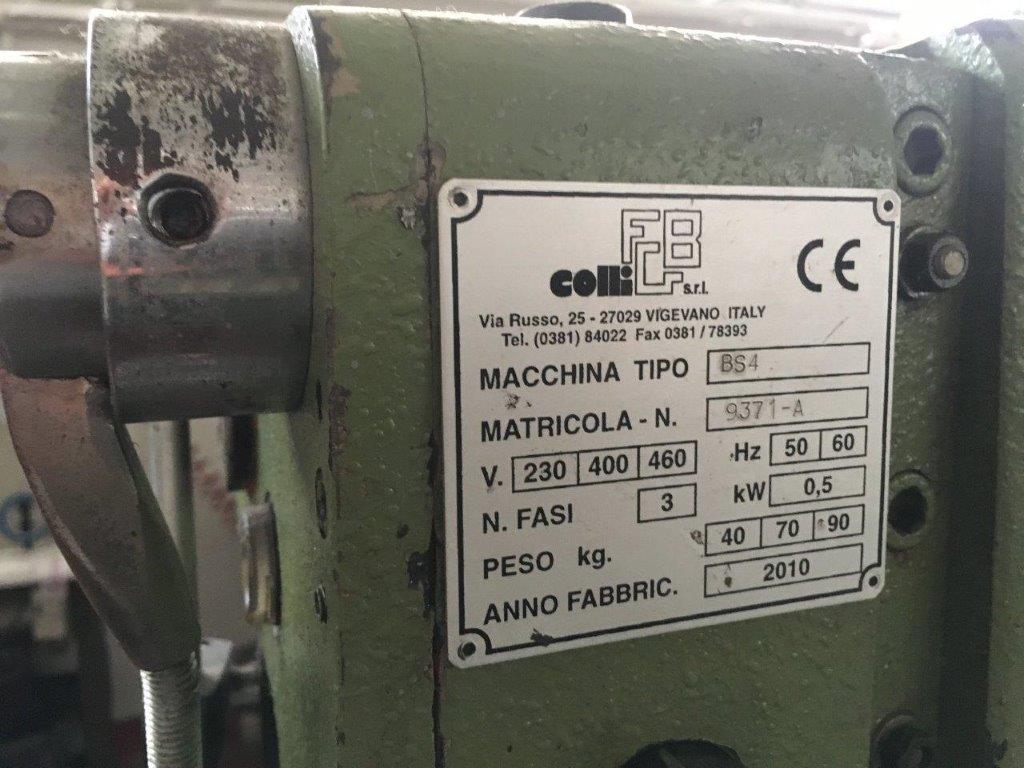 FCB
colli s.r.l.
CE
Via Russo, 25 - 27029 VIGEVANO ITALY
Tel. (0381) 84022 Fax 0381 / 78393
MACCHINA TIPO BS4
MATRICOLA - N. 9371-A
V. 230 400 460 Hz 50 60
N. FASI 3 kW 0,5
PESO kg. 40 70 90
ANNO FABBRIC. 2010